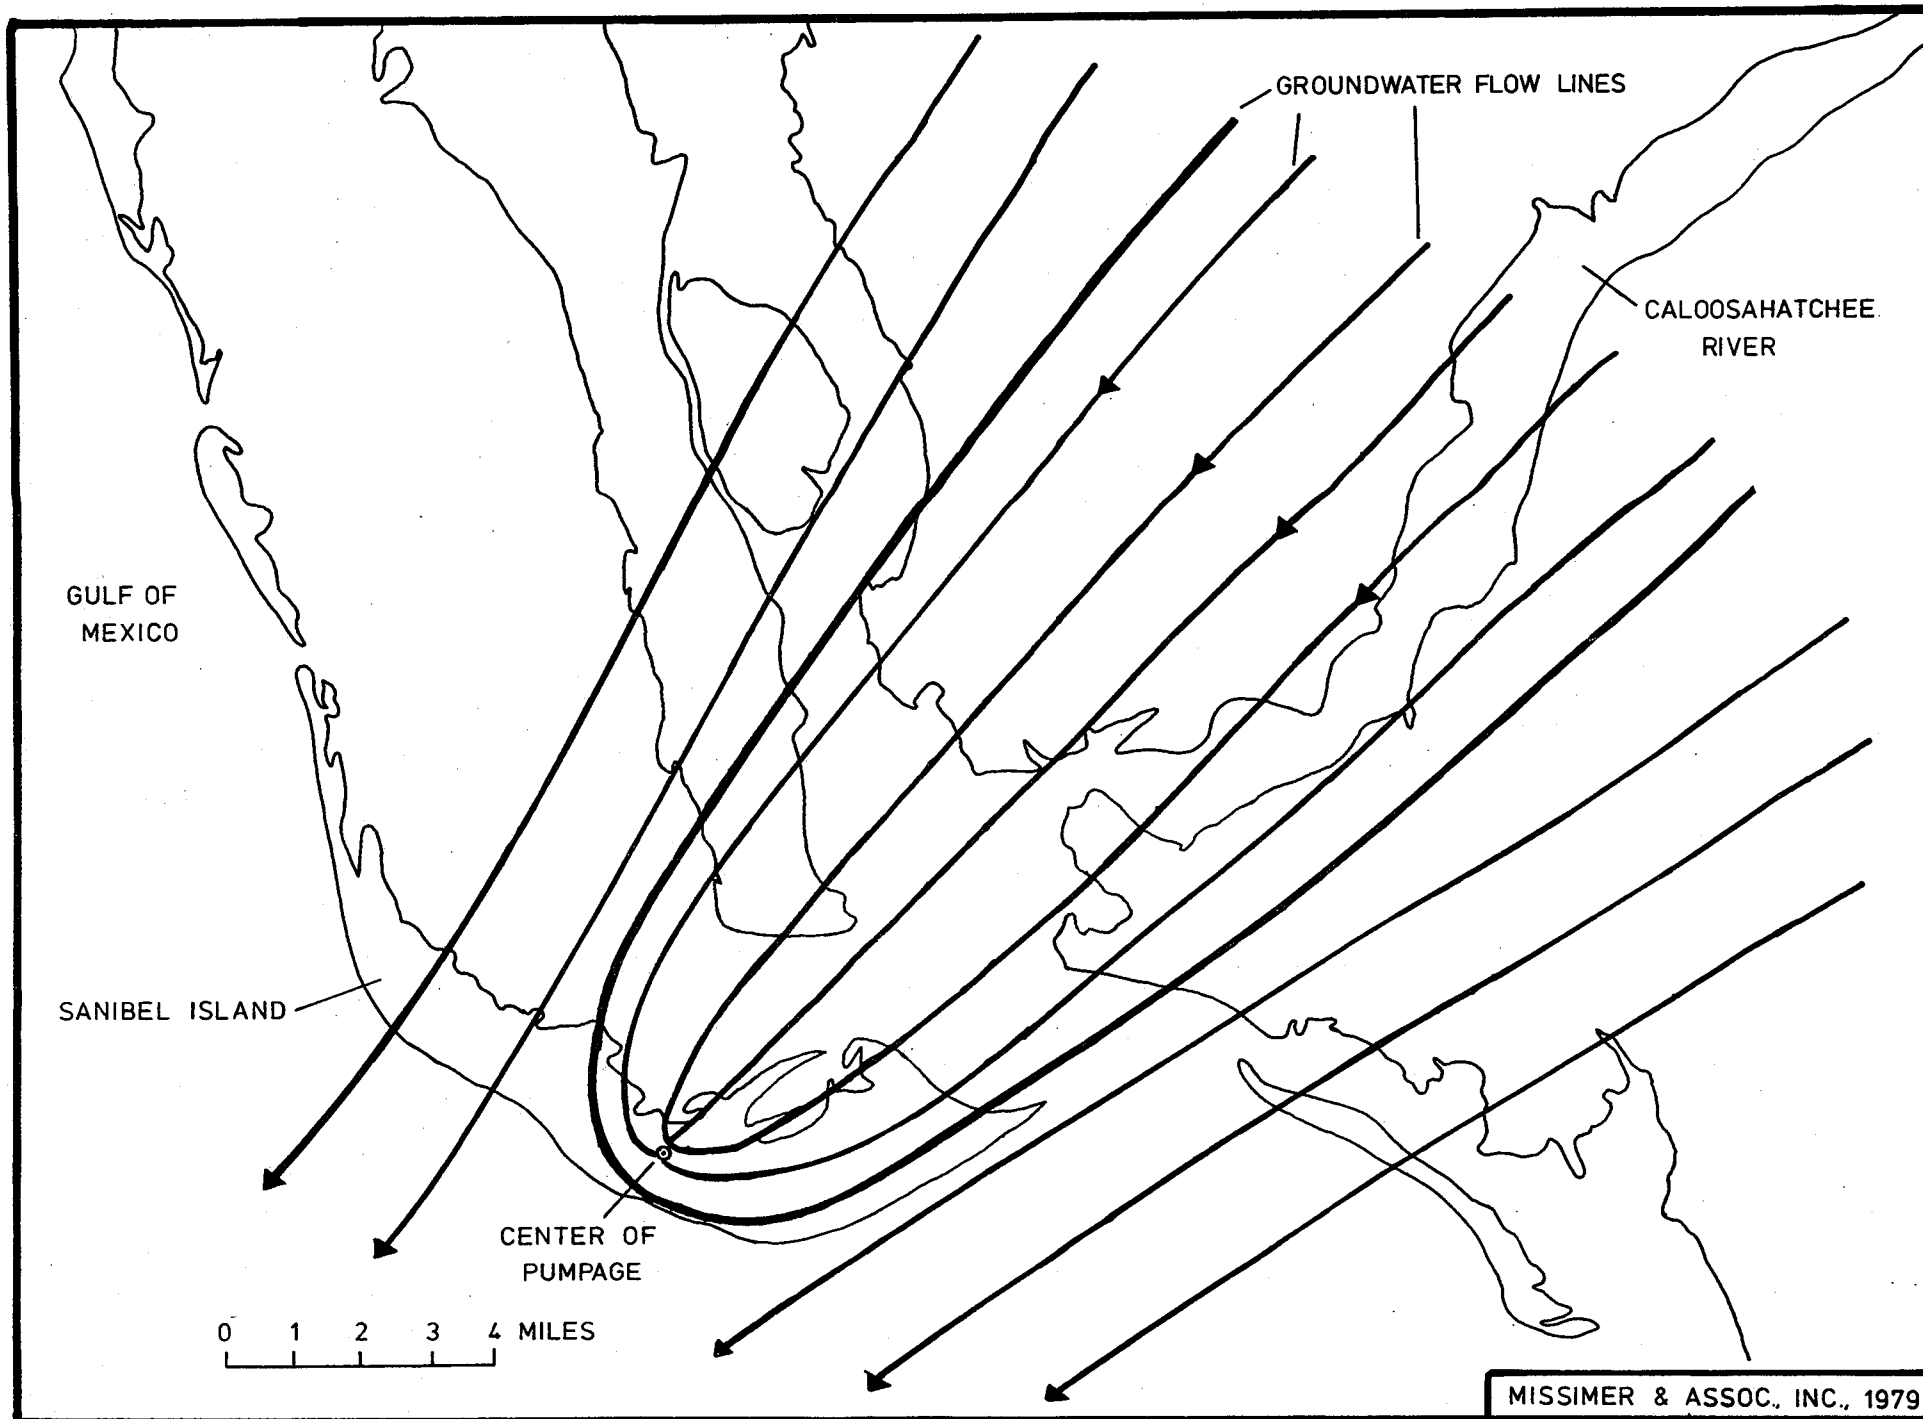 GROUNDWATER FLOW LINES
CALOOSAHATCHEE
RIVER
GULF OF
MEXICO
SANIBEL ISLAND
CENTER OF
PUMPAGE
0 1 2 3 4 MILES
MISSIMER & ASSOC., INC., 1979